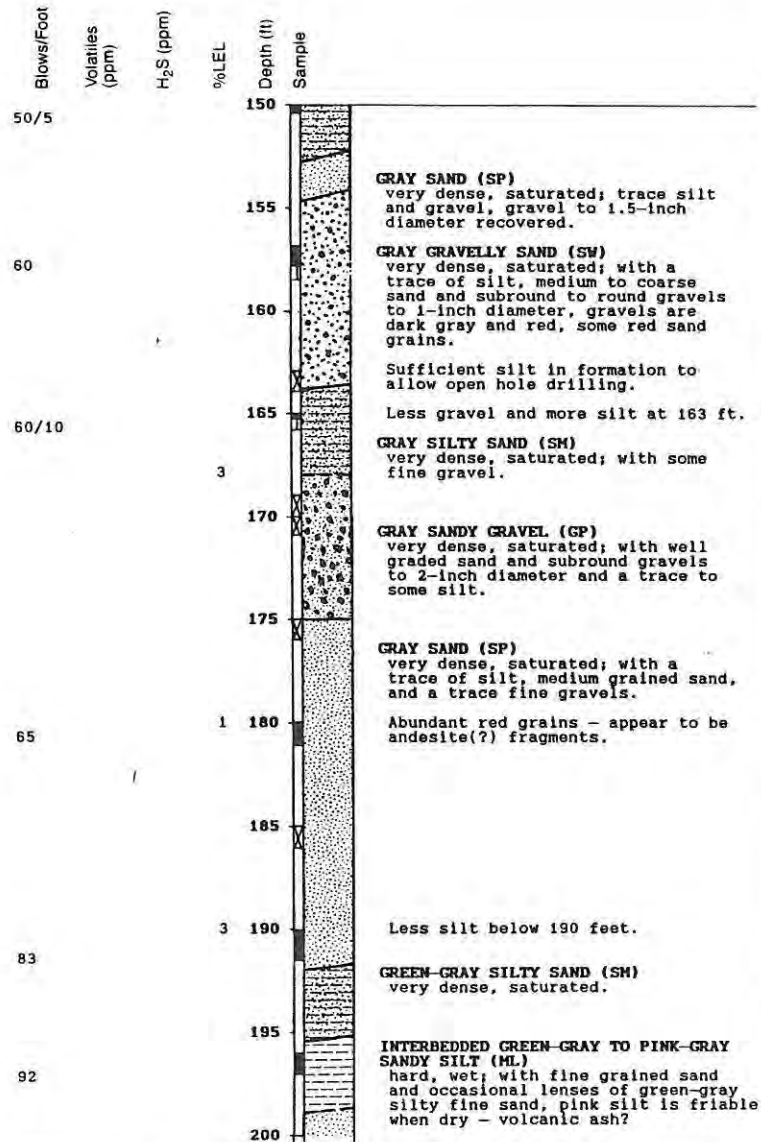 Blows/Foot
Volatiles
(ppm)
H₂S (ppm)
%LEL
Depth (ft)
Sample
150
50/5
GRAY SAND (SP)
very dense, saturated; trace silt
and gravel, gravel to 1.5-inch
diameter recovered.
155
GRAY GRAVELLY SAND (SW)
60
very dense, saturated; with a
trace of silt, medium to coarse
sand and subround to round gravels
to 1-inch diameter, gravels are
dark gray and red, some red sand
grains.
160
Sufficient silt in formation to
allow open hole drilling.
165
Less gravel and more silt at 163 ft.
60/10
GRAY SILTY SAND (SM)
very dense, saturated; with some
fine gravel.
3
170
GRAY SANDY GRAVEL (GP)
very dense, saturated; with well
graded sand and subround gravels
to 2-inch diameter and a trace to
some silt.
175
GRAY SAND (SP)
very dense, saturated; with a
trace of silt, medium grained sand,
and a trace fine gravels.
1
180
Abundant red grains - appear to be
andesite(?) fragments.
65
185
3
190
Less silt below 190 feet.
83
GREEN-GRAY SILTY SAND (SM)
very dense, saturated.
195
INTERBEDDED GREEN-GRAY TO PINK-GRAY
SANDY SILT (ML)
92
hard, wet; with fine grained sand
and occasional lenses of green-gray
silty fine sand, pink silt is friable
when dry - volcanic ash?
200